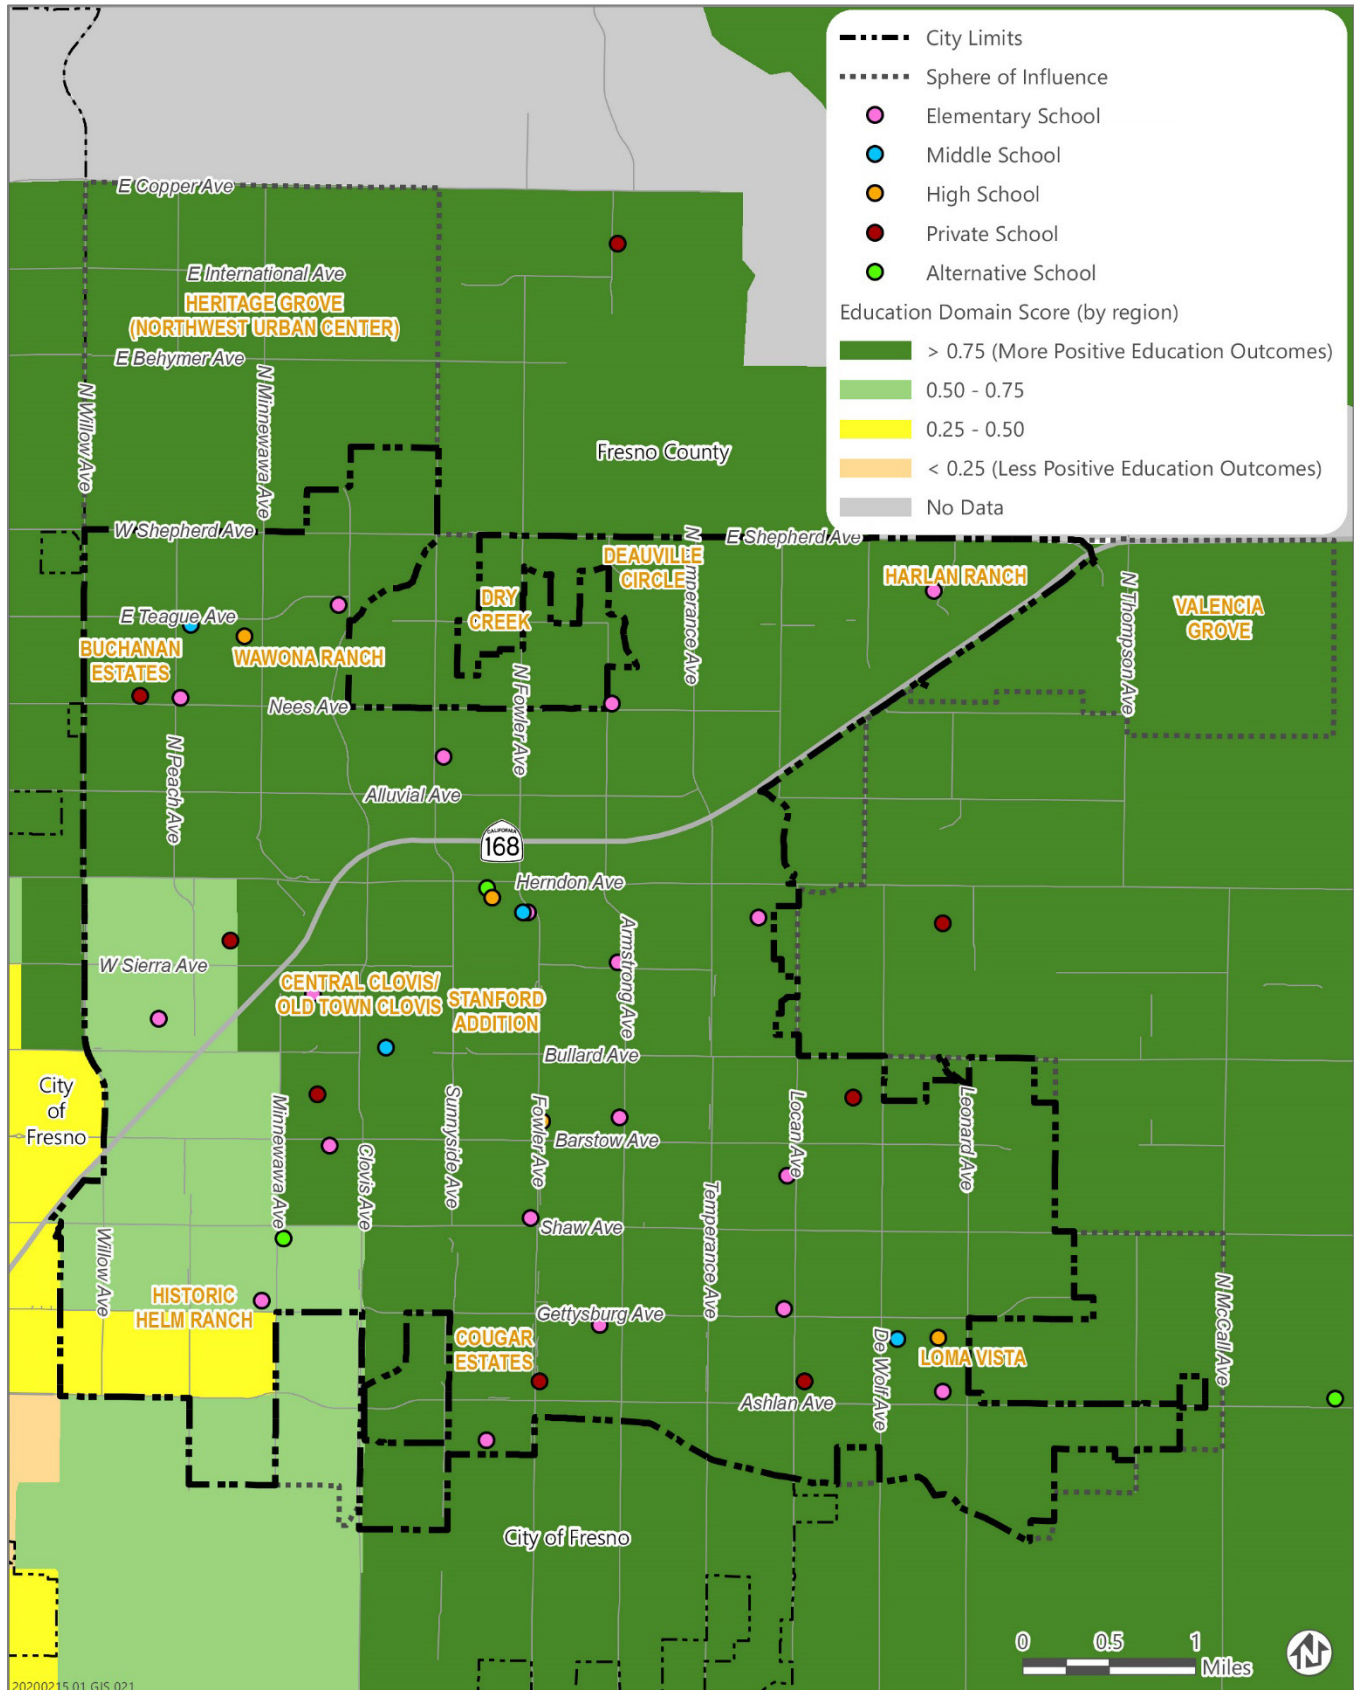 City Limits
Sphere of Influence
Elementary School
Middle School
High School
Private School
Alternative School
Education Domain Score (by region)
> 0.75 (More Positive Education Outcomes)
0.50 - 0.75
0.25 - 0.50
< 0.25 (Less Positive Education Outcomes)
No Data
E Copper Ave
E International Ave
HERITAGE GROVE
(NORTHWEST URBAN CENTER)
E Behymer Ave
N Willow Ave
N Minnewawa Ave
Fresno County
W Shepherd Ave
E Shepherd Ave
DEAUVILLE
CIRCLE
N Temperance Ave
HARLAN RANCH
N Thompson Ave
VALENCIA
GROVE
DRY
CREEK
E Teague Ave
BUCHANAN
ESTATES
WAWONA RANCH
Nees Ave
N Fowler Ave
N Peach Ave
Alluvial Ave
CALIFORNIA
168
Herndon Ave
Armstrong Ave
W Sierra Ave
CENTRAL CLOVIS/
OLD TOWN CLOVIS
STANFORD
ADDITION
Bullard Ave
City
of
Fresno
Minnewawa Ave
Clovis Ave
Sunnyside Ave
Fowler Ave
Barstow Ave
Locan Ave
Leonard Ave
Temperance Ave
Shaw Ave
Willow Ave
HISTORIC
HELM RANCH
Gettysburg Ave
COUGAR
ESTATES
De Wolf Ave
LOMA VISTA
N McCall Ave
Ashlan Ave
City of Fresno
0 0.5 1
Miles
N
20200215.01 GIS 021